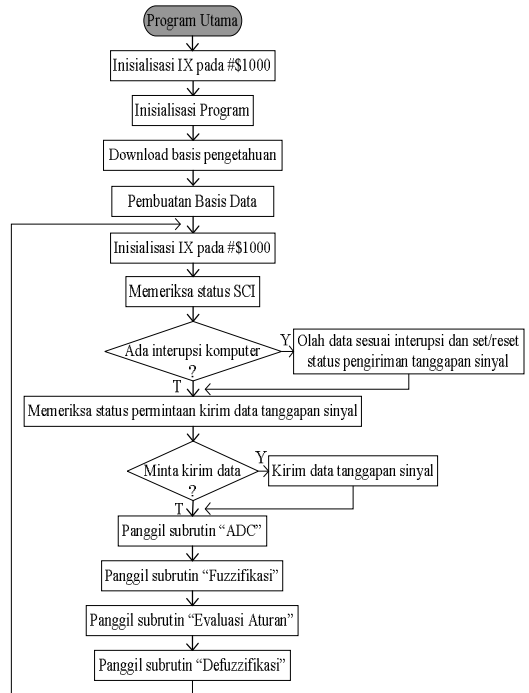 Program Utama
Inisialisasi IX pada #$1000
Inisialisasi Program
Download basis pengetahuan
Pembuatan Basis Data
Inisialisasi IX pada #$1000
Memeriksa status SCI
Ada interupsi komputer
?
Y
T
Olah data sesuai interupsi dan set/reset
status pengiriman tanggapan sinyal
Memeriksa status permintaan kirim data tanggapan sinyal
Minta kirim data
?
Y
T
Kirim data tanggapan sinyal
Panggil subrutin “ADC”
Panggil subrutin “Fuzzifikasi”
Panggil subrutin “Evaluasi Aturan”
Panggil subrutin “Defuzzifikasi”